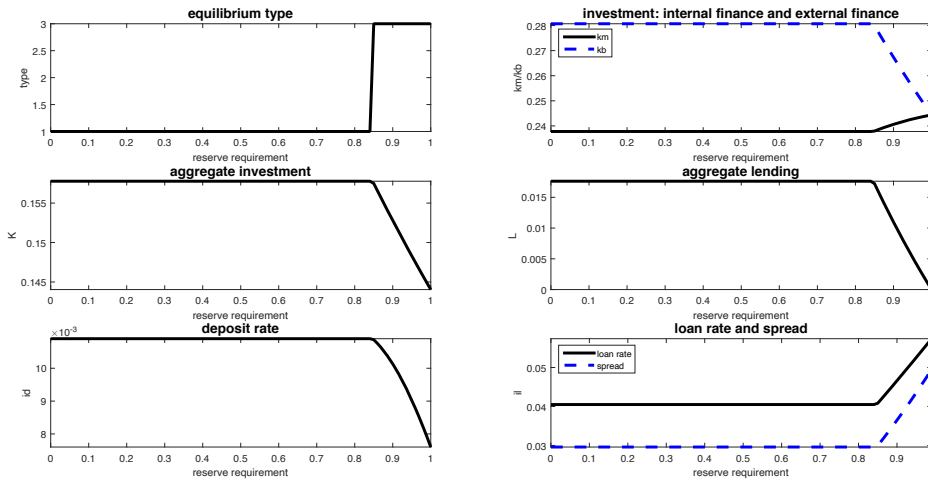 equilibrium type
3
2.5
2
1.5
1
type
0 0.1 0.2 0.3 0.4 0.5 0.6 0.7 0.8 0.9 1
reserve requirement
investment: internal finance and external finance
km
kb
0.28
0.27
0.26
0.25
0.24
km/kb
0 0.1 0.2 0.3 0.4 0.5 0.6 0.7 0.8 0.9
reserve requirement
aggregate investment
0.155
0.15
0.145
K
0 0.1 0.2 0.3 0.4 0.5 0.6 0.7 0.8 0.9 1
reserve requirement
aggregate lending
0.015
0.01
0.005
0
L
0 0.1 0.2 0.3 0.4 0.5 0.6 0.7 0.8 0.9
reserve requirement
deposit rate
×10⁻³
10
9
8
id
0 0.1 0.2 0.3 0.4 0.5 0.6 0.7 0.8 0.9 1
reserve requirement
loan rate and spread
loan rate
spread
0.05
0.04
0.03
il
0 0.1 0.2 0.3 0.4 0.5 0.6 0.7 0.8 0.9
reserve requirement